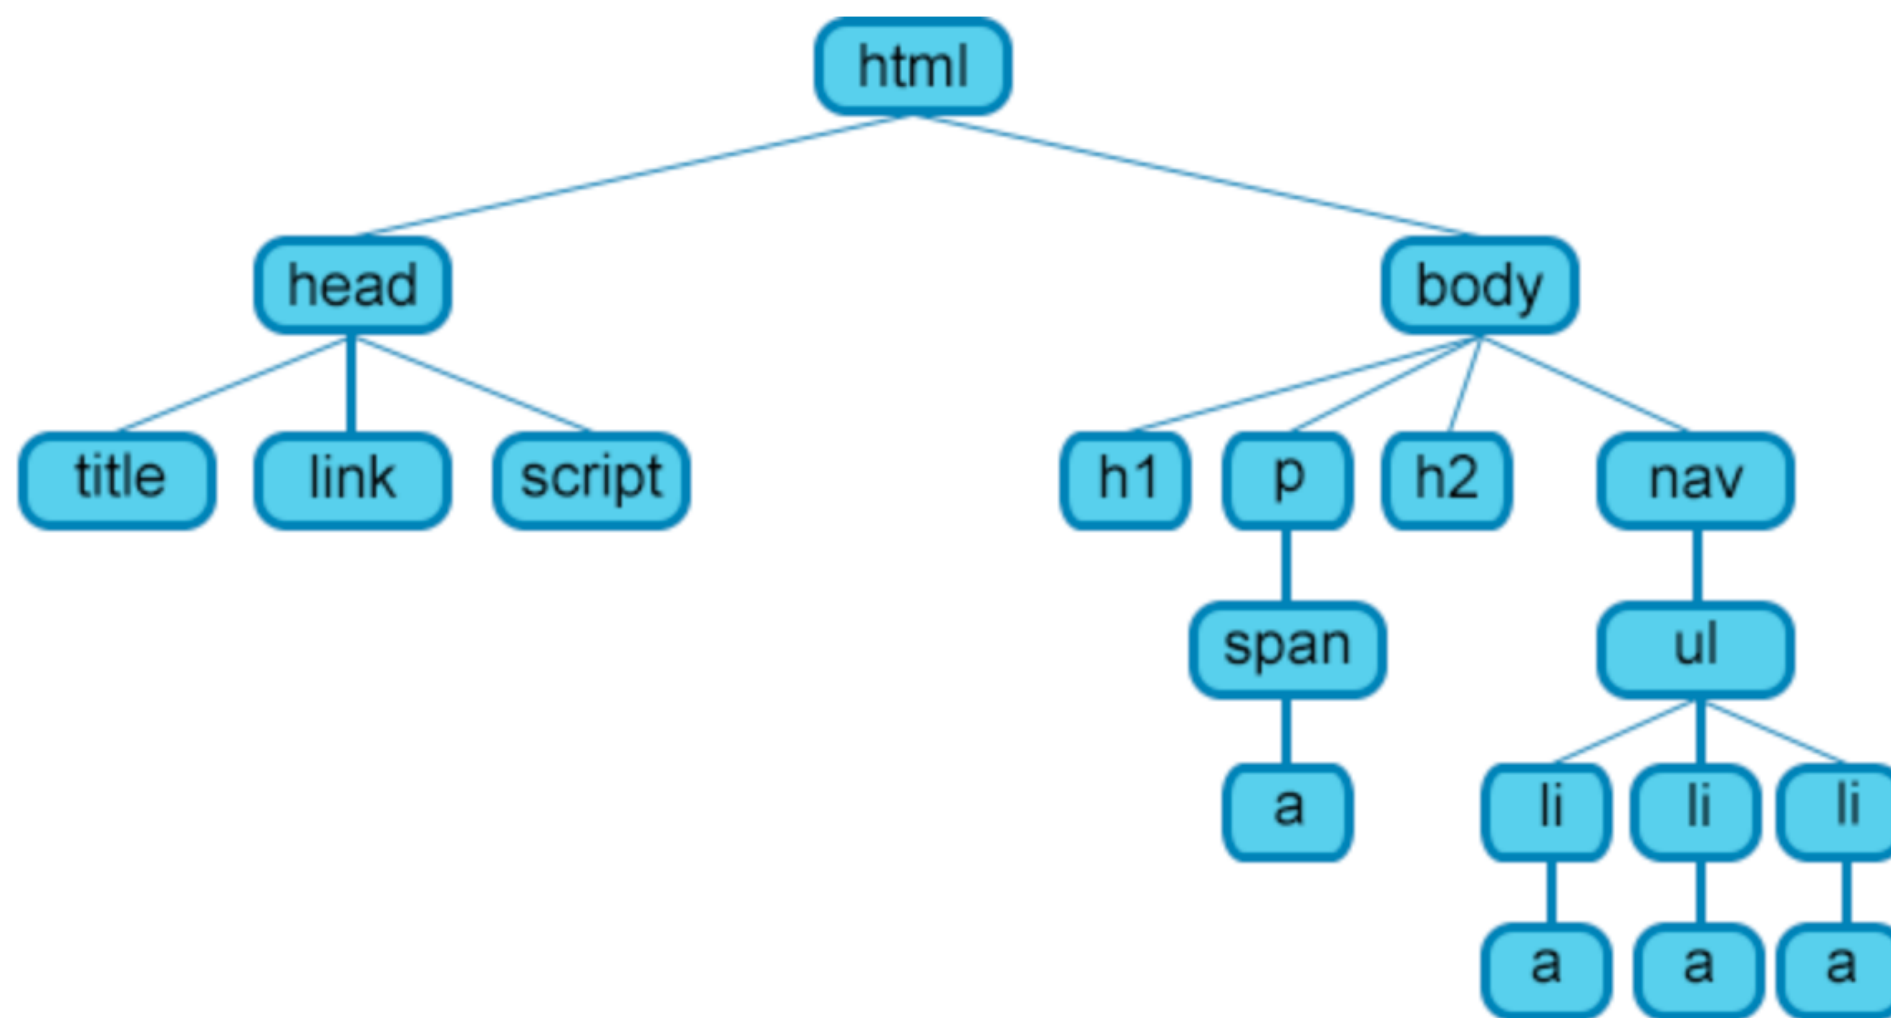 html
head
body
title
link
script
h1
p
h2
nav
span
ul
a
li
li
li
a
a
a